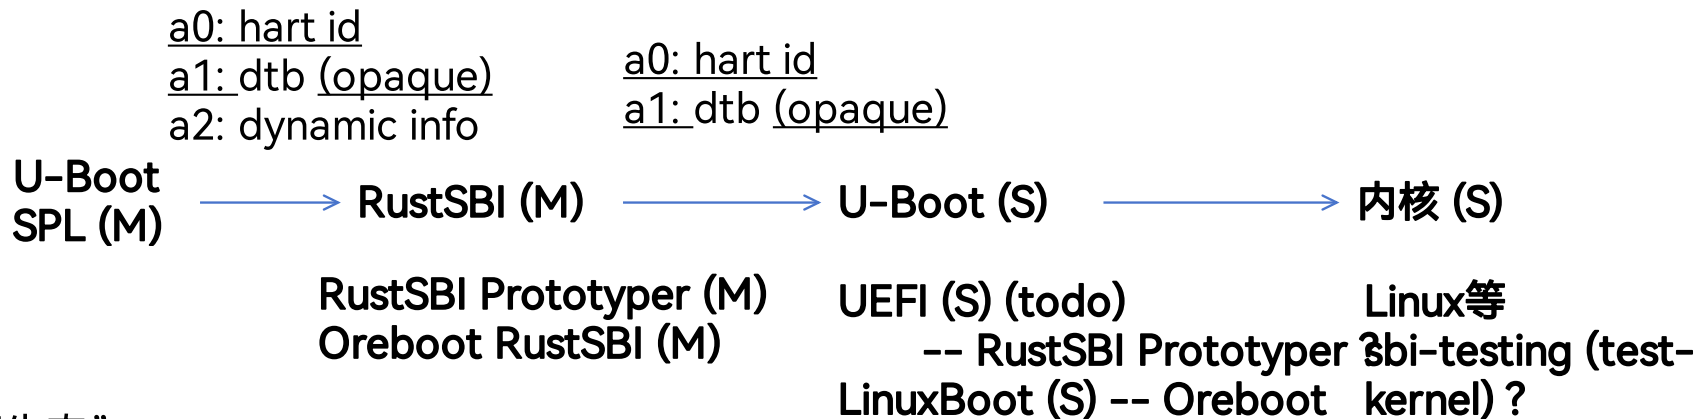 a0: hart id
a1: dtb (opaque)
a2: dynamic info
a0: hart id
a1: dtb (opaque)
U-Boot
SPL (M)
RustSBI (M)
U-Boot (S)
内核 (S)
RustSBI Prototyper (M)
Oreboot RustSBI (M)
UEFI (S) (todo)
-- RustSBI Prototyper ?
LinuxBoot (S) -- Oreboot
Linux等
sbi-testing (test-
kernel) ?